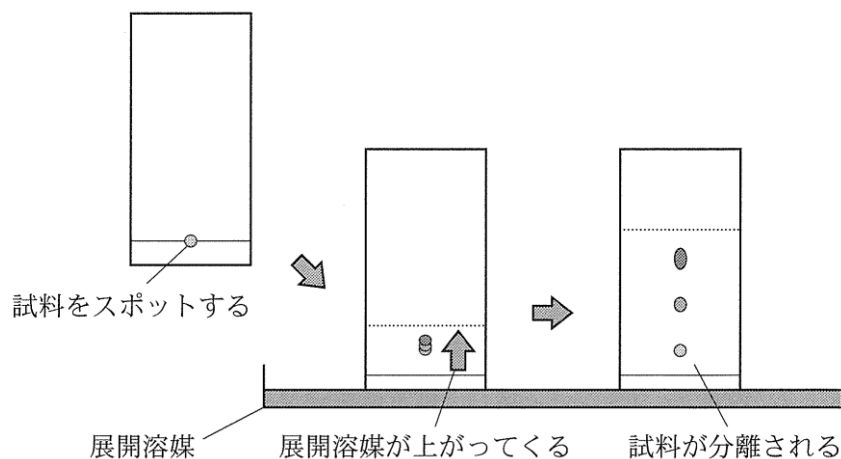 試料をスポットする
展開溶媒
展開溶媒が上がってくる
試料が分離される